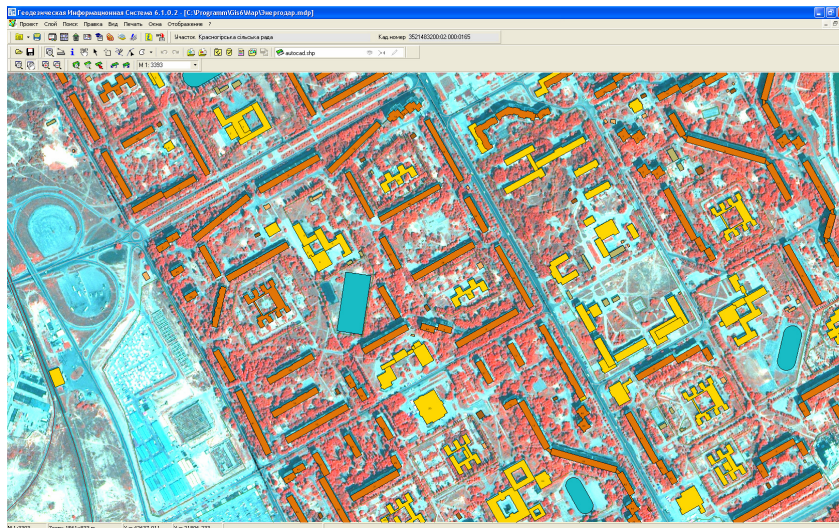 Геодезическая Информационная Система 6.1.0.2 - [C:\Programm\Gis6\Map\Энергодар.mdp]
Проект Слой Поиск Правка Вид Печать Окна Отображение ?
Участок Красногірська сільська рада Кад.номер 3521483200:02:000:0165
autocad.shp
M 1: 3393